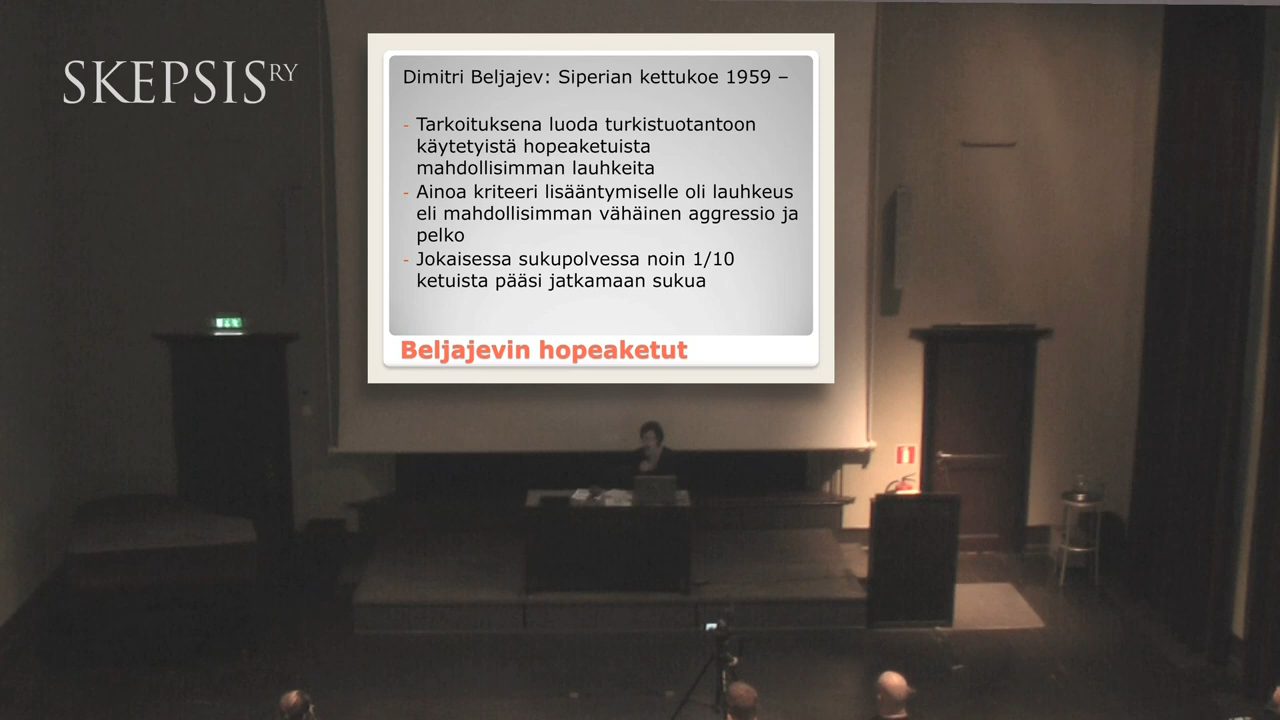 SKEPSIS RY
Dimitri Beljajev: Siperian kettukoe 1959 –
- Tarkoituksena luoda turkistuotantoon
käytetyistä hopeaketuista
mahdollisimman lauhkeita
- Ainoa kriteeri lisääntymiselle oli lauhkeus
eli mahdollisimman vähäinen aggressio ja
pelko
- Jokaisessa sukupolvessa noin 1/10
ketuista pääsi jatkamaan sukua
Beljajevin hopeaketut